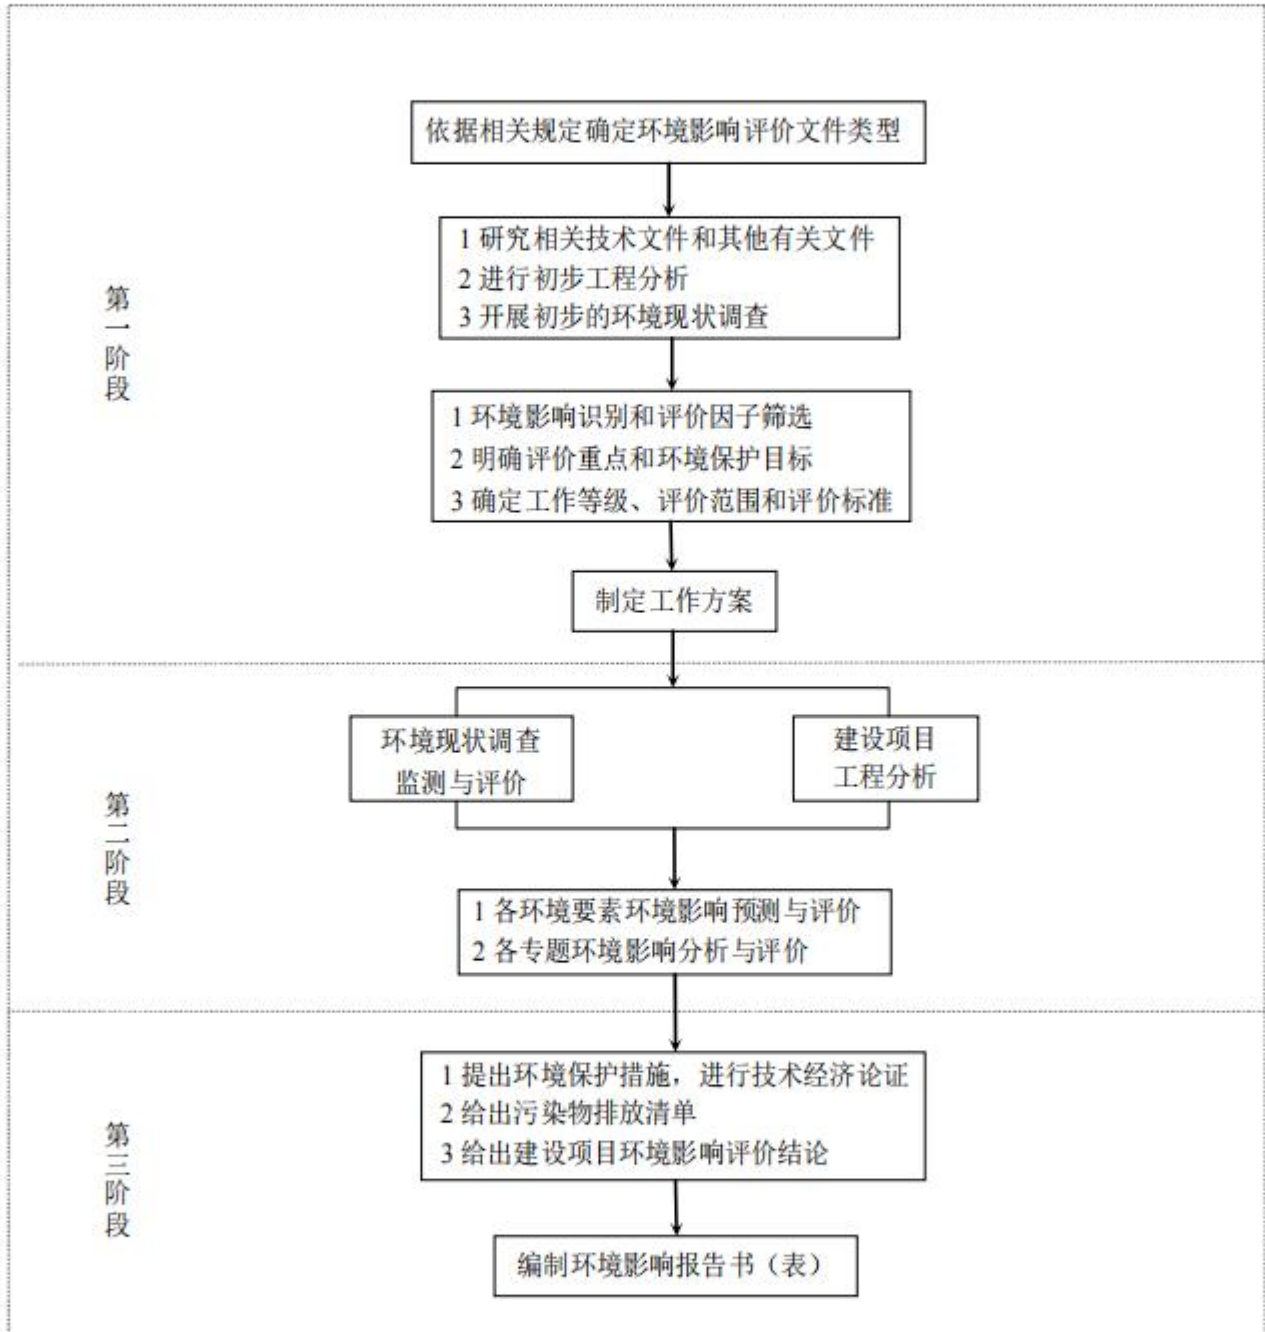 依据相关规定确定环境影响评价文件类型
1 研究相关技术文件和其他有关文件
2 进行初步工程分析
3 开展初步的环境现状调查
第一阶段
1 环境影响识别和评价因子筛选
2 明确评价重点和环境保护目标
3 确定工作等级、评价范围和评价标准
制定工作方案
环境现状调查
监测与评价
建设项目
工程分析
第二阶段
1 各环境要素环境影响预测与评价
2 各专题环境影响分析与评价
1 提出环境保护措施，进行技术经济论证
2 给出污染物排放清单
3 给出建设项目环境影响评价结论
第三阶段
编制环境影响报告书（表）